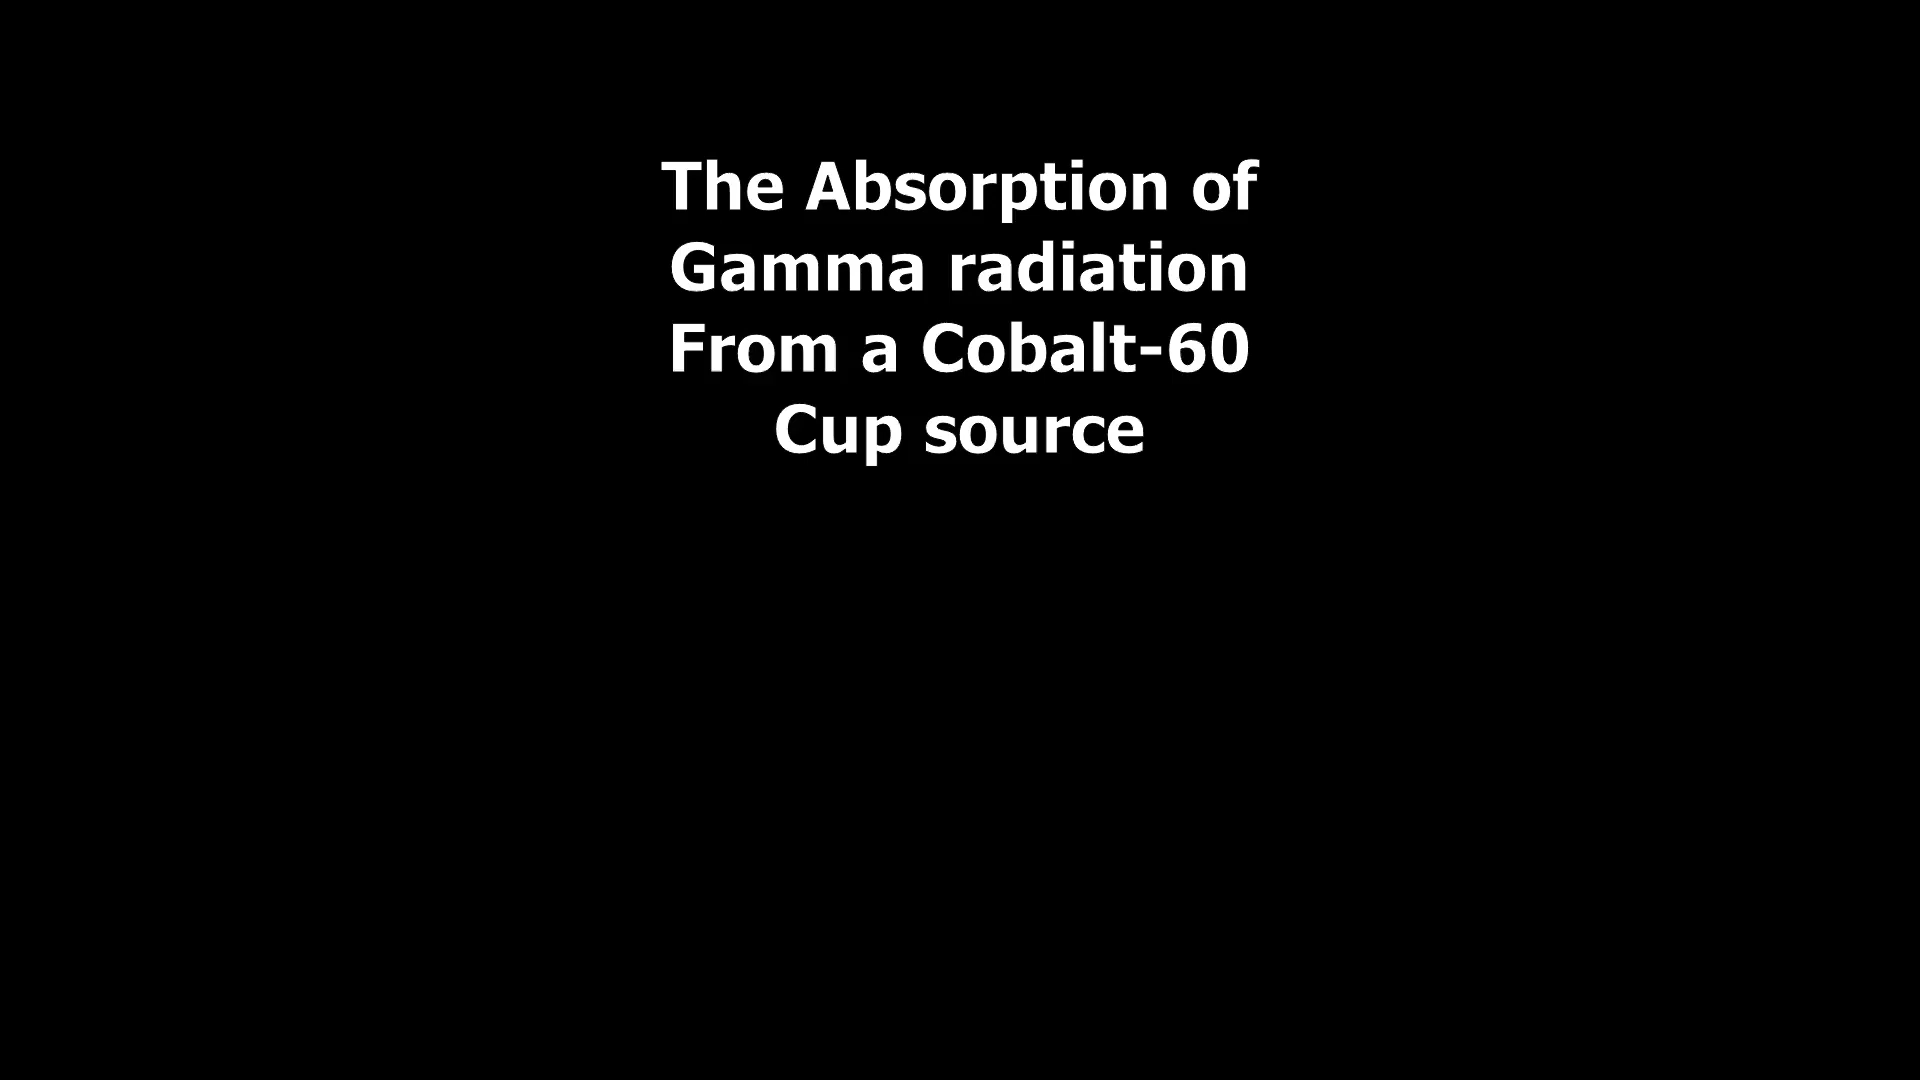 The Absorption of
Gamma radiation
From a Cobalt-60
Cup source